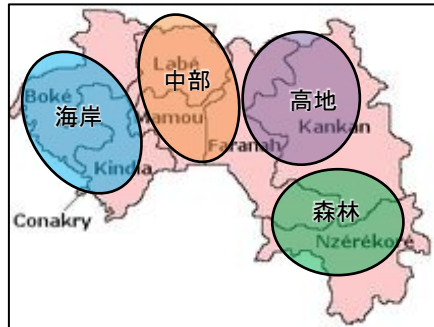 Labé
中部
Boké
海岸
Mamou
高地
Kankan
Faranah
Kindia
Conakry
森林
Nzérékoré